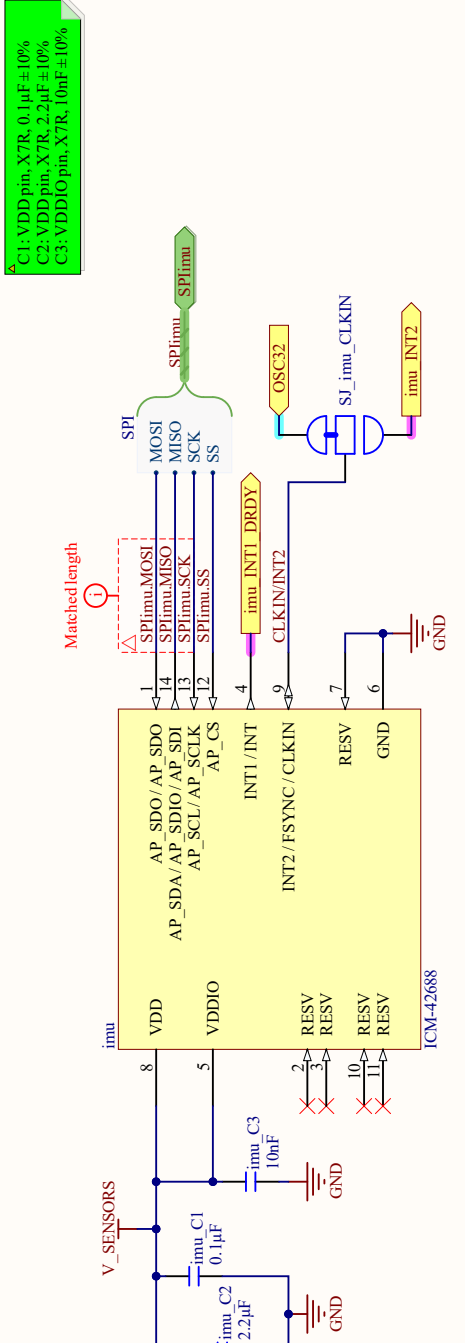 C1: VDD pin, X7R, 0.1µF ±10%
C2: VDD pin, X7R, 2.2µF ±10%
C3: VDDIO pin, X7R, 10nF ±10%
V_SENSORS
imu_C1
0.1µF
imu_C2
2.2µF
GND
imu_C3
10nF
GND
imu
8
VDD
5
VDDIO
2
RESV
3
RESV
10
RESV
11
RESV
ICM-42688
AP_SDO / AP_SDO
1
AP_SDA / AP_SDIO / AP_SDI
14
AP_SCL / AP_SCLK
13
AP_CS
12
INT1 / INT
4
INT2 / FSYNC / CLKIN
9
RESV
7
GND
6
GND
Matched length
i
SPIimu.MOSI
SPIimu.MISO
SPIimu.SCK
SPIimu.SS
SPI
MOSI
MISO
SCK
SS
SPIimu
SPIimu
imu_INT1_DRDY
CLKIN/INT2
OSC32
SJ_imu_CLKIN
imu_INT2